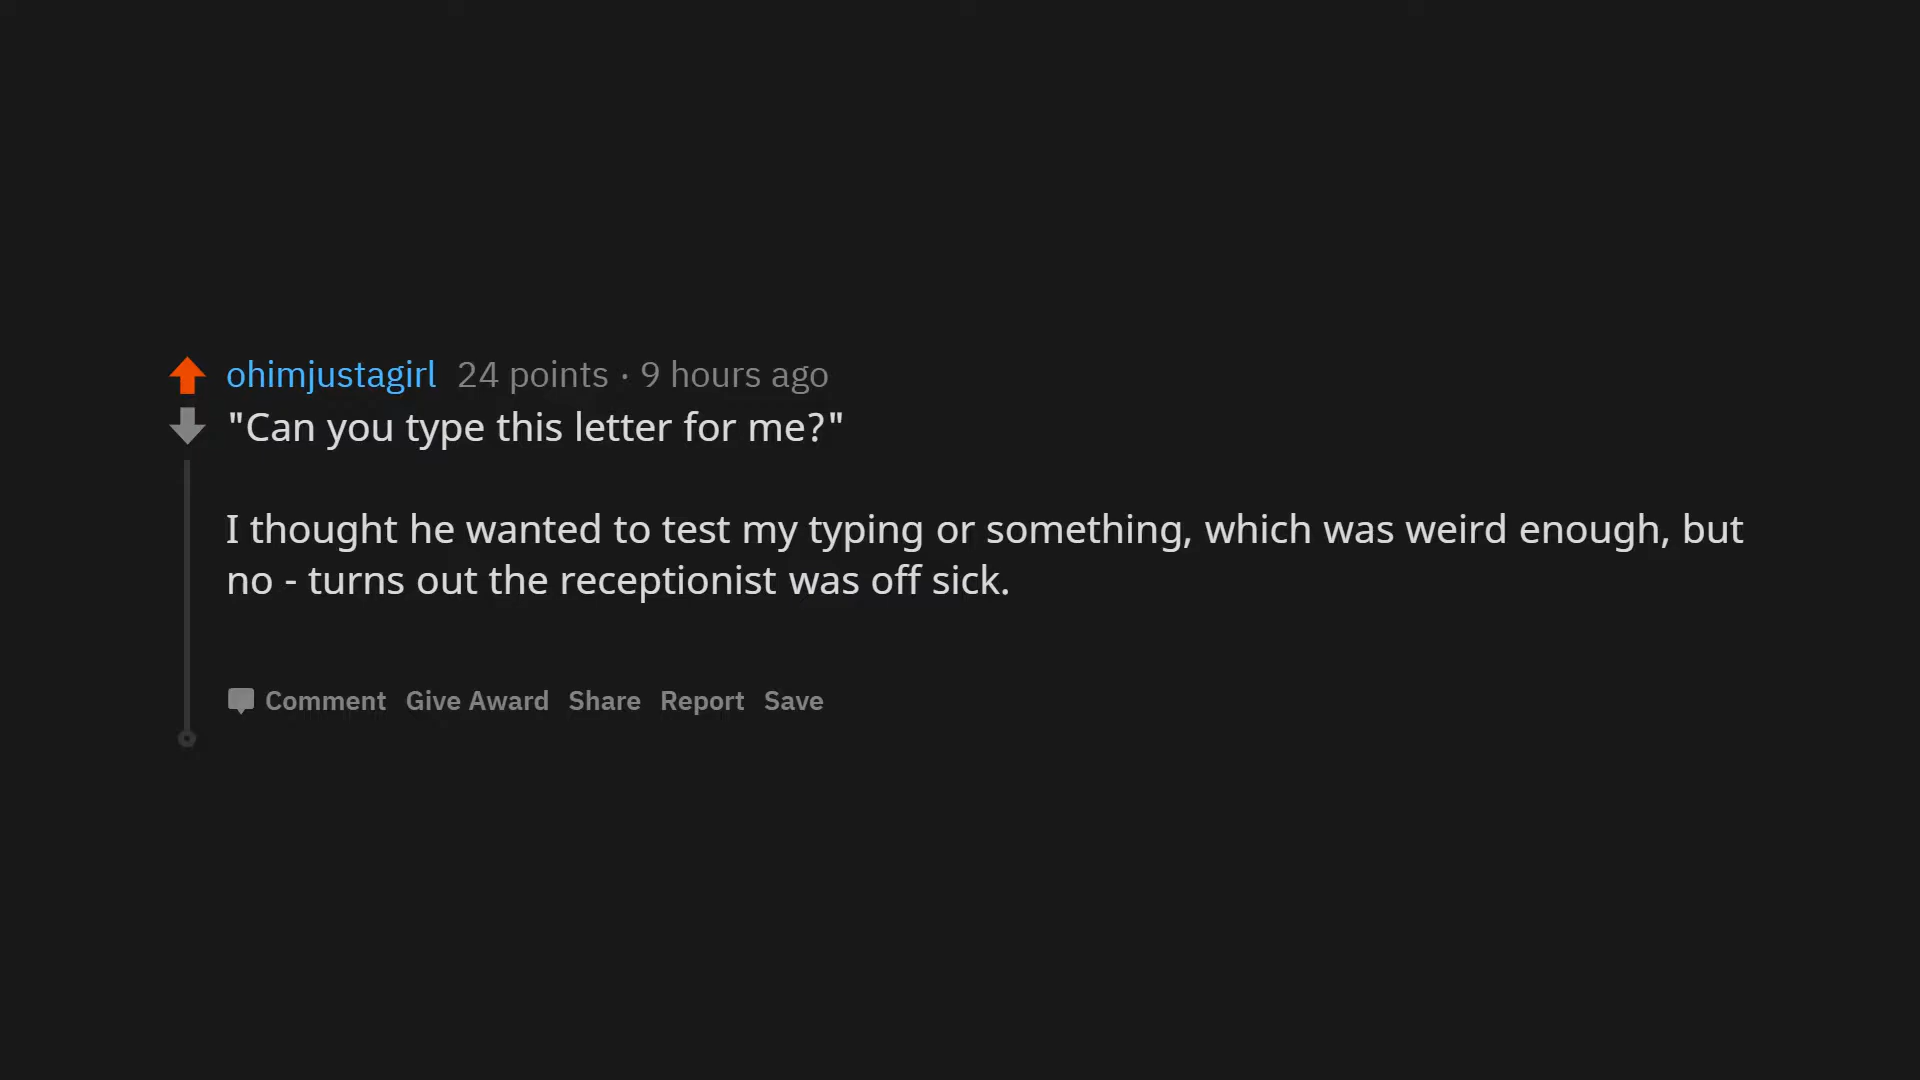 ohimjustagirl 24 points · 9 hours ago
"Can you type this letter for me?"
I thought he wanted to test my typing or something, which was weird enough, but
no - turns out the receptionist was off sick.
Comment Give Award Share Report Save